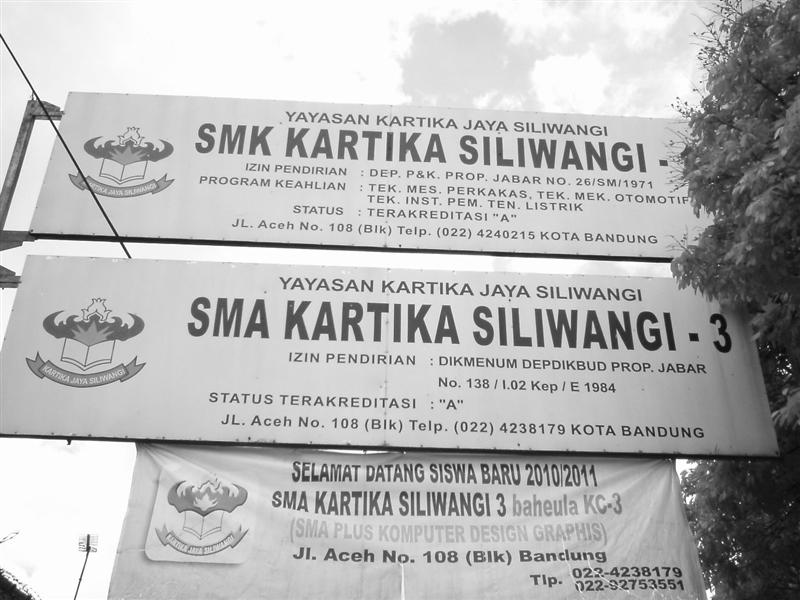 YAYASAN KARTIKA JAYA SILIWANGI
SMK KARTIKA SILIWANGI -
IZIN PENDIRIAN : DEP. P&K. PROP. JABAR NO. 26/SM/1971
PROGRAM KEAHLIAN : TEK. MES. PERKAKAS, TEK. MEK. OTOMOTIF
TEK. INST. PEM. TEN. LISTRIK
STATUS : TERAKREDITASI "A"
JL. Aceh No. 108 (Blk) Telp. (022) 4240215 KOTA BANDUNG
KARTIKA JAYA SILIWANGI
YAYASAN KARTIKA JAYA SILIWANGI
SMA KARTIKA SILIWANGI - 3
IZIN PENDIRIAN : DIKMENUM DEPDIKBUD PROP. JABAR
No. 138 / I.02 Kep / E 1984
STATUS TERAKREDITASI : "A"
JL. Aceh No. 108 (Blk) Telp. (022) 4238179 KOTA BANDUNG
KARTIKA JAYA SILIWANGI
SELAMAT DATANG SISWA BARU 2010/2011
SMA KARTIKA SILIWANGI 3 baheula KC-3
(SMA PLUS KOMPUTER DESIGN GRAPHIS)
Jl. Aceh No. 108 (Blk) Bandung
Tlp. 022-4238179
022-92753551
KARTIKA JAYA SILIWANGI